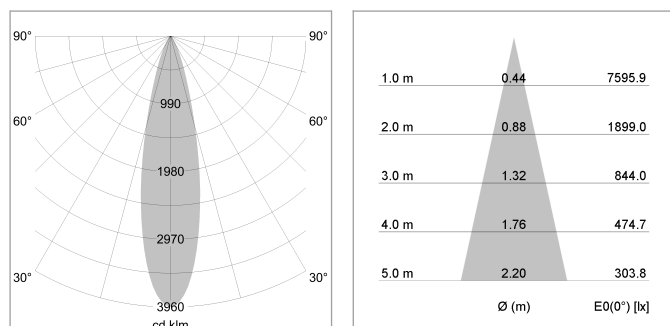 90° 90°
990
60° 60°
1980
2970
30° 30°
3960
cd klm
1.0 m 0.44 7595.9
2.0 m 0.88 1899.0
3.0 m 1.32 844.0
4.0 m 1.76 474.7
5.0 m 2.20 303.8
Ø (m) E0(0°) [lx]